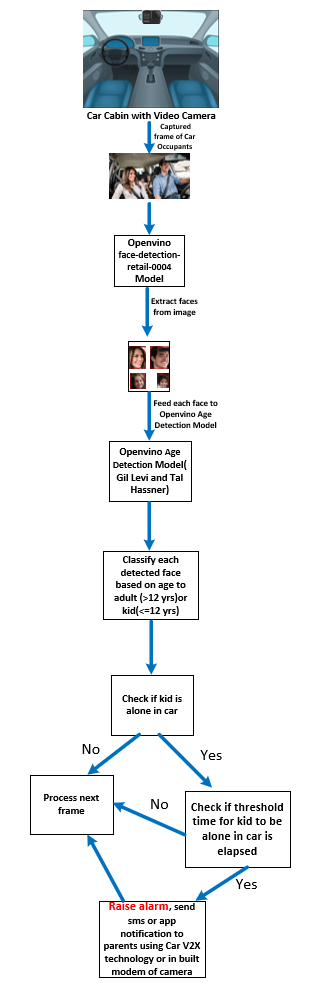 Car Cabin with Video Camera
Captured
frame of Car
Occupants
Openvino
face-detection-
retail-0004
Model
Extract faces
from image
Feed each face to
Openvino Age
Detection Model
Openvino Age
Detection Model(
Gil Levi and Tal
Hassner)
Classify each
detected face
based on age to
adult (>12 yrs)or
kid(<=12 yrs)
Check if kid is
alone in car
No
Yes
Process next
frame
No
Check if threshold
time for kid to be
alone in car is
elapsed
Yes
Raise alarm, send
sms or app
notification to
parents using Car V2X
technology or in built
modem of camera